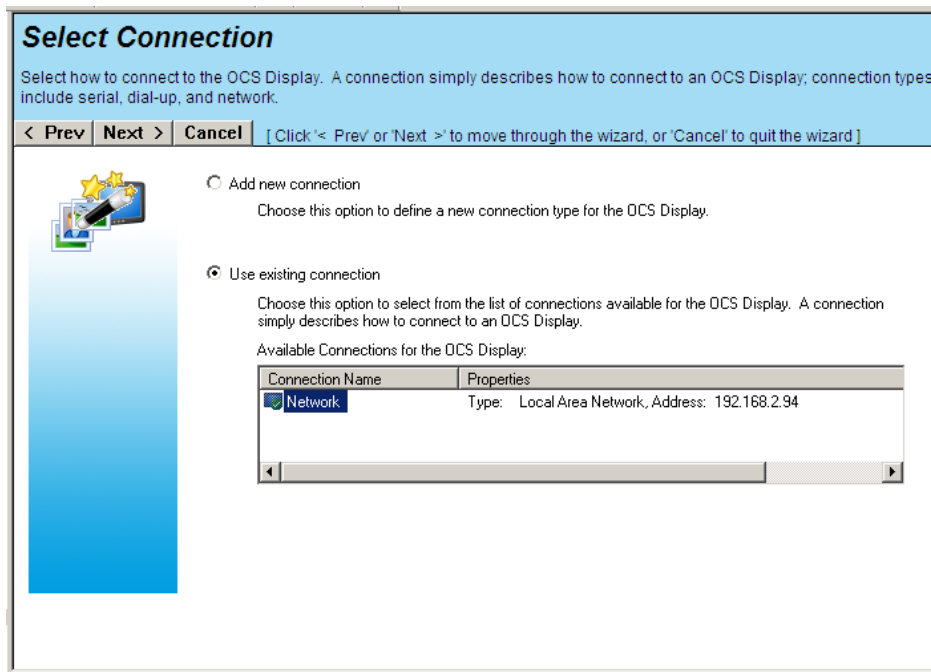 Select Connection
Select how to connect to the OCS Display. A connection simply describes how to connect to an OCS Display; connection types
include serial, dial-up, and network.
< Prev Next > Cancel [ Click '< Prev' or 'Next >' to move through the wizard, or 'Cancel' to quit the wizard ]
Add new connection
Choose this option to define a new connection type for the OCS Display.
Use existing connection
Choose this option to select from the list of connections available for the OCS Display. A connection
simply describes how to connect to an OCS Display.
Available Connections for the OCS Display:
Connection Name Properties
Network Type: Local Area Network, Address: 192.168.2.94